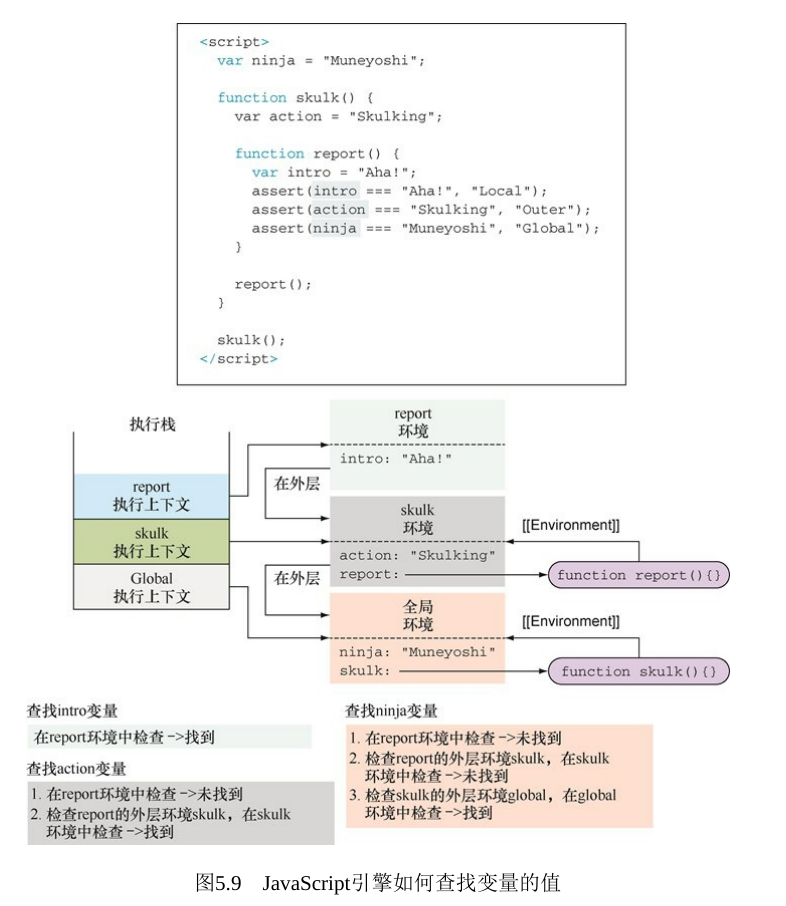 <script>
var ninja = "Muneyoshi";
function skulk() {
var action = "Skulking";
function report() {
var intro = "Aha!";
assert(intro === "Aha!", "Local");
assert(action === "Skulking", "Outer");
assert(ninja === "Muneyoshi", "Global");
}
report();
}
skulk();
</script>
执行栈
report
执行上下文
skulk
执行上下文
Global
执行上下文
report
环境
intro: "Aha!"
在外层
skulk
环境
action: "Skulking"
report:
[[Environment]]
function report(){}
在外层
全局
环境
ninja: "Muneyoshi"
skulk:
[[Environment]]
function skulk(){}
查找intro变量
在report环境中检查->找到
查找action变量
1. 在report环境中检查->未找到
2. 检查report的外层环境skulk，在skulk
环境中检查->找到
查找ninja变量
1. 在report环境中检查->未找到
2. 检查report的外层环境skulk，在skulk
环境中检查->未找到
3. 检查skulk的外层环境global，在global
环境中检查->找到
图5.9 JavaScript引擎如何查找变量的值